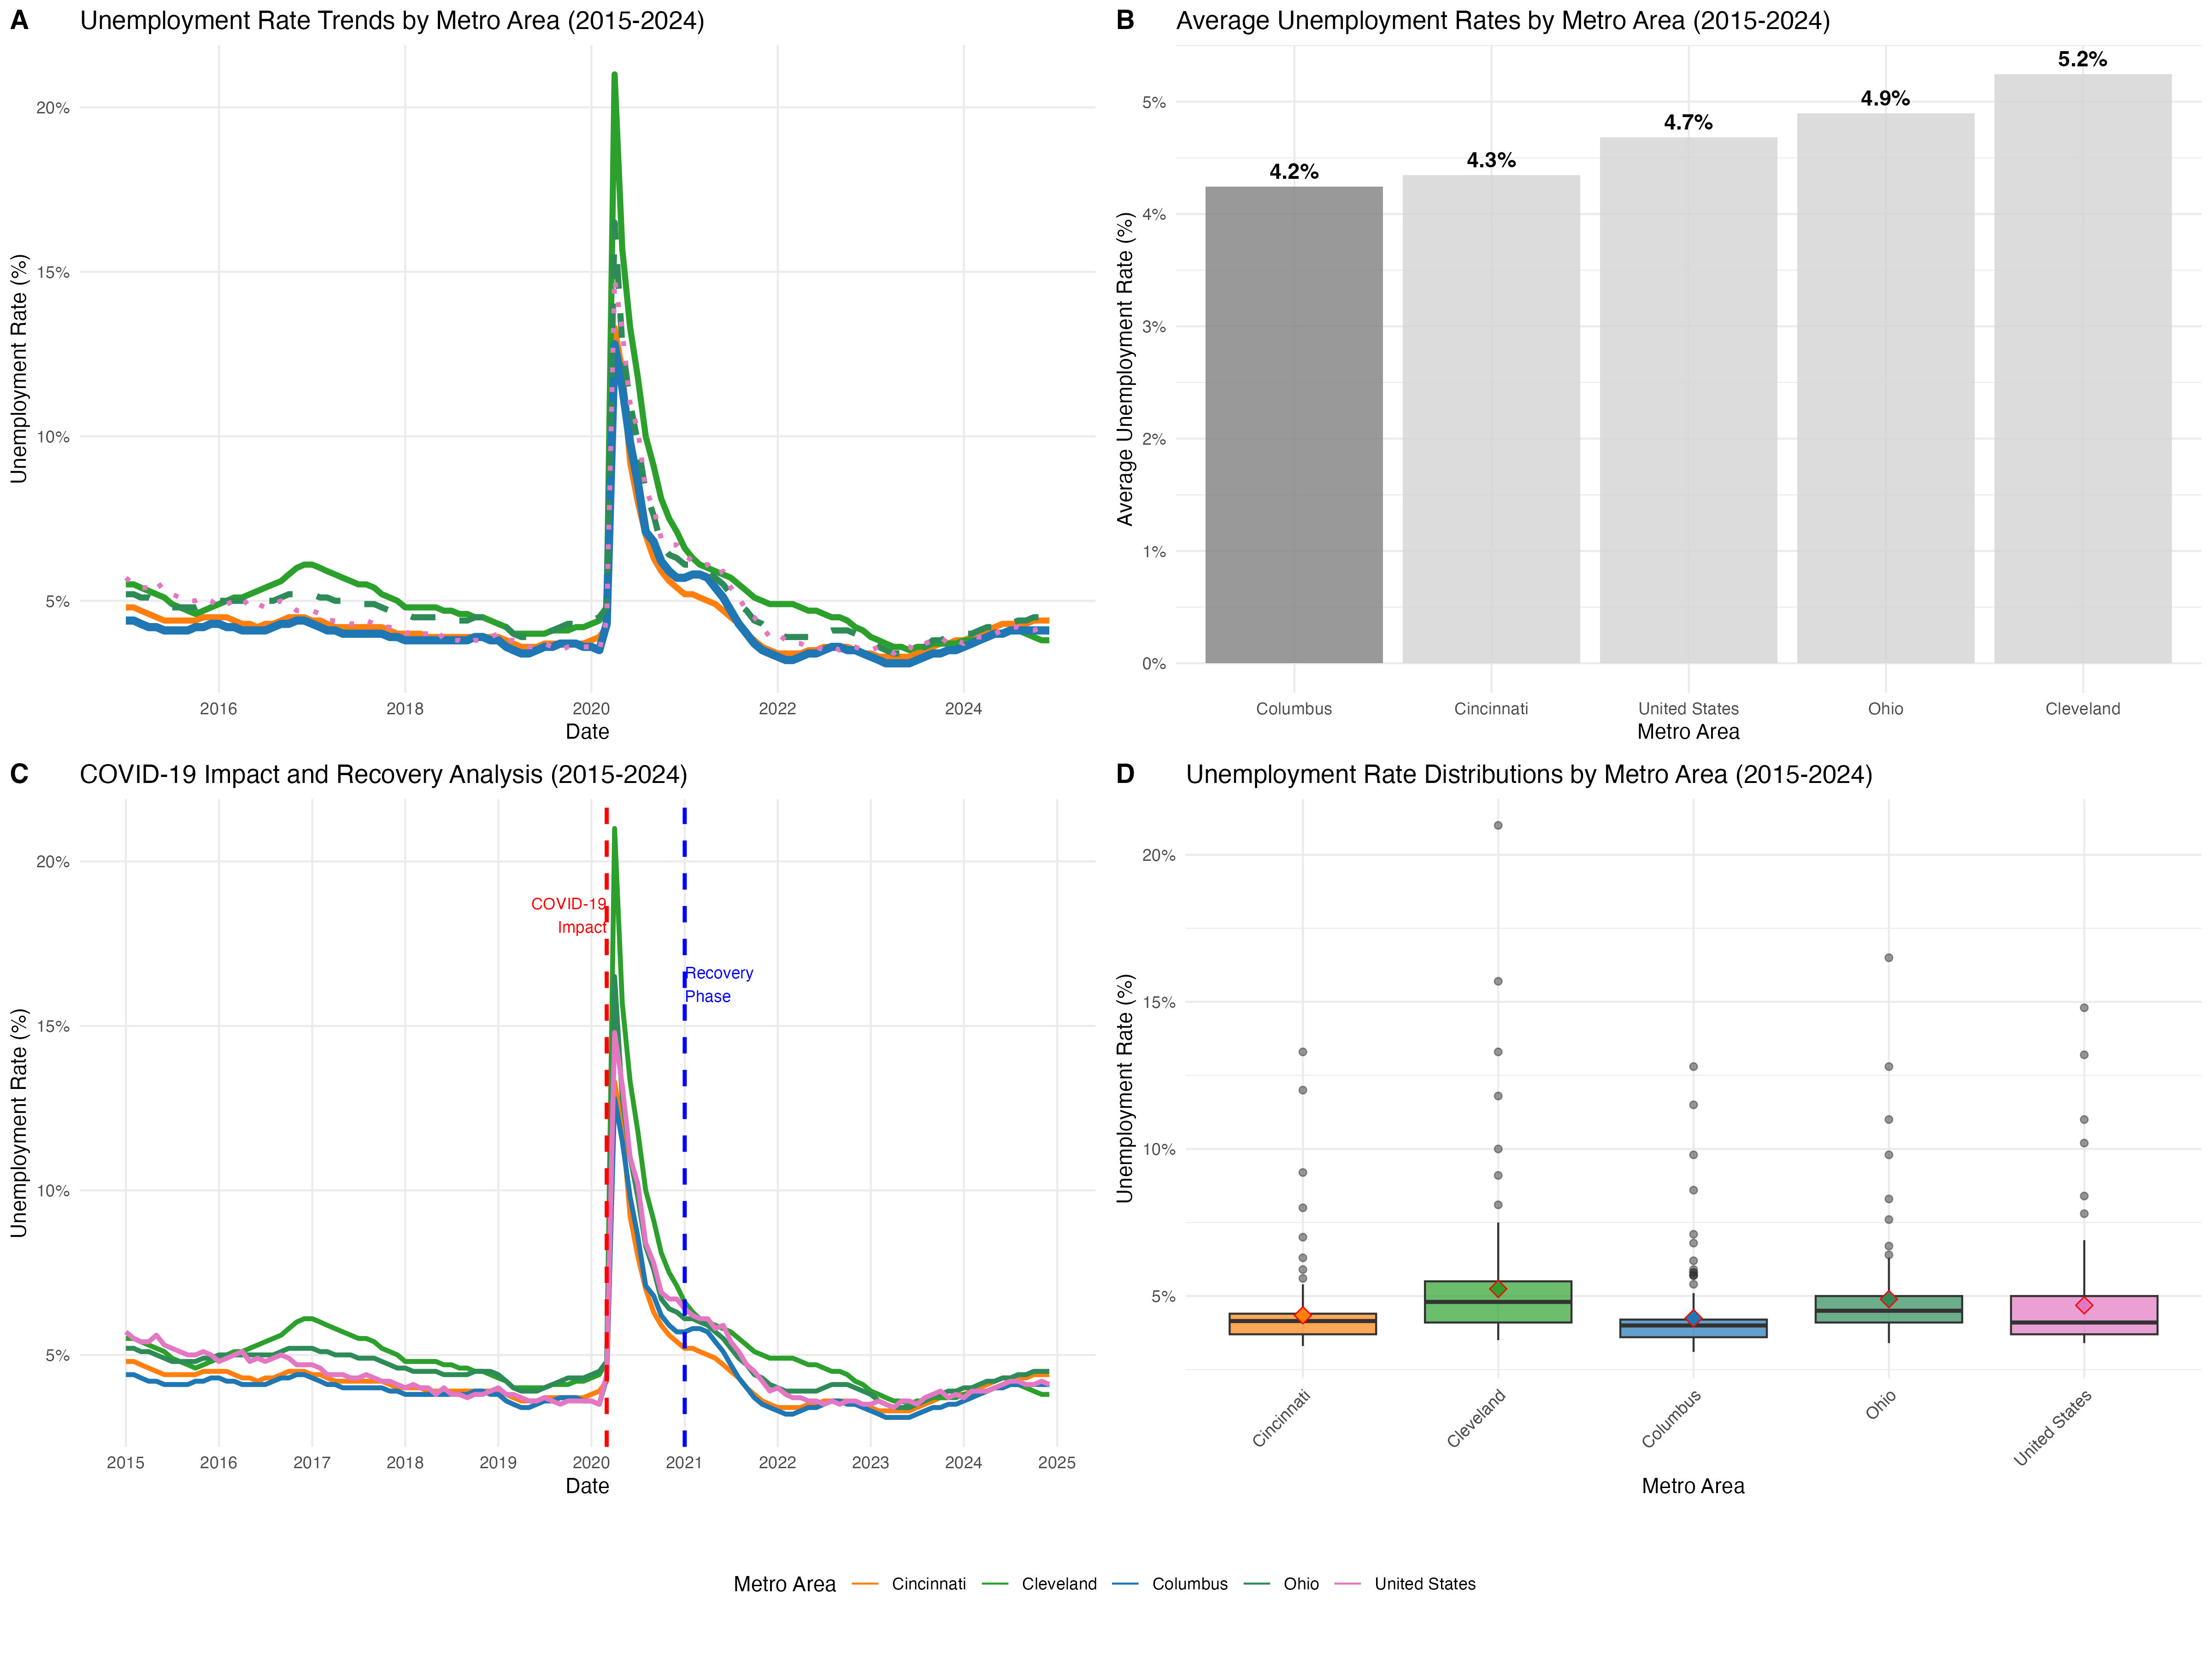 A Unemployment Rate Trends by Metro Area (2015-2024)
Unemployment Rate (%)
20%
15%
10%
5%
2016 2018 2020 2022 2024
Date
B Average Unemployment Rates by Metro Area (2015-2024)
Average Unemployment Rate (%)
5%
4%
3%
2%
1%
0%
4.2% 4.3% 4.7% 4.9% 5.2%
Columbus Cincinnati United States Ohio Cleveland
Metro Area
C COVID-19 Impact and Recovery Analysis (2015-2024)
Unemployment Rate (%)
20%
15%
10%
5%
COVID-19
Impact
Recovery
Phase
2015 2016 2017 2018 2019 2020 2021 2022 2023 2024 2025
Date
D Unemployment Rate Distributions by Metro Area (2015-2024)
Unemployment Rate (%)
20%
15%
10%
5%
Cincinnati Cleveland Columbus Ohio United States
Metro Area
Metro Area Cincinnati Cleveland Columbus Ohio United States